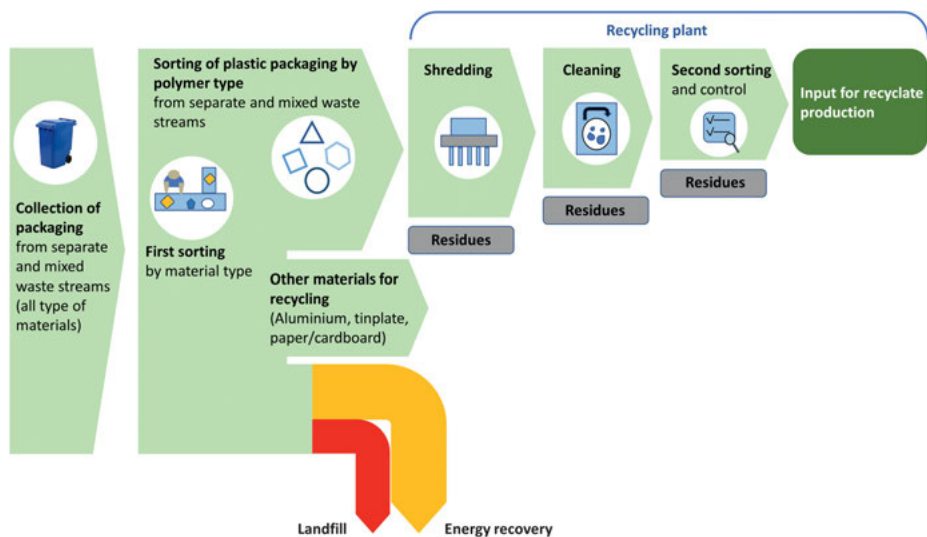 Recycling plant
Collection of
packaging
from separate
and mixed
waste streams
(all type of
materials)
Sorting of plastic packaging by
polymer type
from separate and mixed waste
streams
First sorting
by material type
Other materials for
recycling
(Aluminium, tinplate,
paper/cardboard)
Landfill
Energy recovery
Shredding
Residues
Cleaning
Residues
Second sorting
and control
Residues
Input for recyclate
production